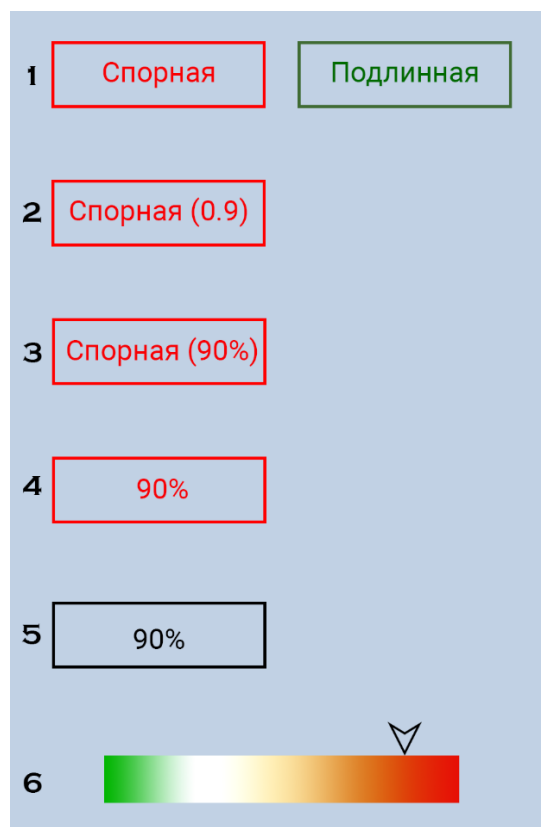 1 Спорная Подлинная
2 Спорная (0.9)
3 Спорная (90%)
4 90%
5 90%
6